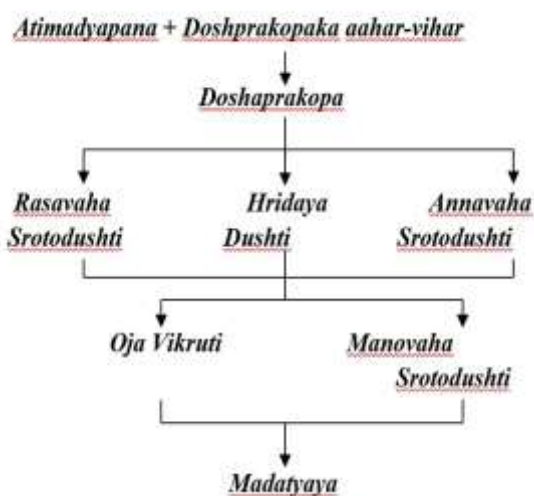 Atimadyapana + Doshprakopaka aahar-vihar
Doshaprakopa
Rasavaha Srotodushti
Hridaya Dushti
Annavaha Srotodushti
Oja Vikruti
Manovaha Srotodushti
Madatyaya